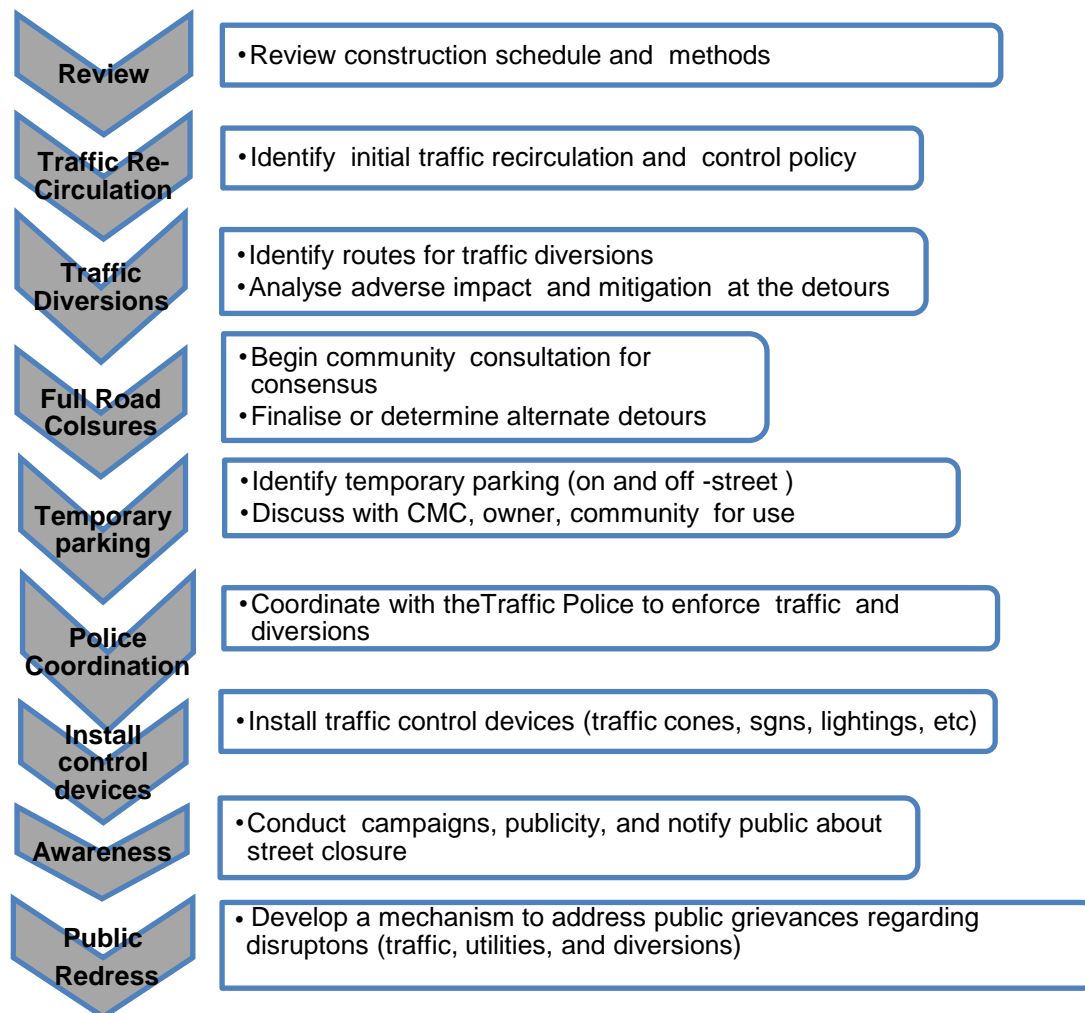 Review
•Review construction schedule and methods
Traffic Re-
Circulation
•Identify initial traffic recirculation and control policy
Traffic
Diversions
•Identify routes for traffic diversions
•Analyse adverse impact and mitigation at the detours
Full Road
Colsures
•Begin community consultation for
consensus
•Finalise or determine alternate detours
Temporary
parking
•Identify temporary parking (on and off -street )
•Discuss with CMC, owner, community for use
Police
Coordination
•Coordinate with theTraffic Police to enforce traffic and
diversions
Install
control
devices
•Install traffic control devices (traffic cones, sgns, lightings, etc)
Awareness
•Conduct campaigns, publicity, and notify public about
street closure
Public
Redress
• Develop a mechanism to address public grievances regarding
disruptons (traffic, utilities, and diversions)